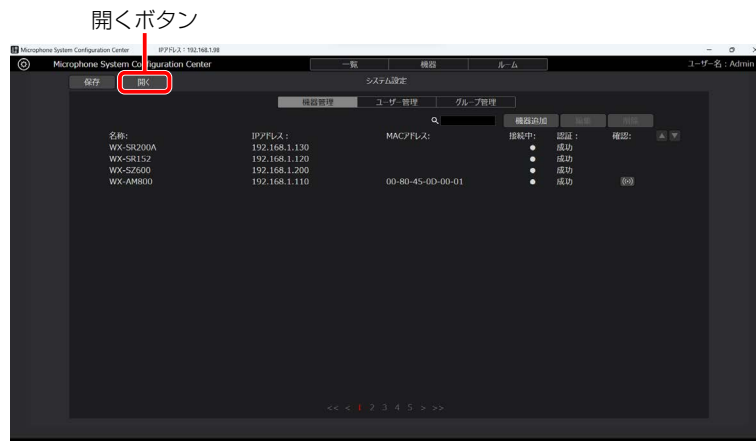 開くボタン
Microphone System Configuration Center IPアドレス:192.168.1.98
Microphone System Configuration Center 一覧 機器 ルーム ユーザー名:Admin
保存 開く システム設定
機器管理 ユーザー管理 グループ管理
機器追加 編集 削除
名称: IPアドレス: MACアドレス: 接続中: 認証: 確認:
WX-SR200A 192.168.1.130 成功
WX-SR152 192.168.1.120 成功
WX-SZ600 192.168.1.200 成功
WX-AM800 192.168.1.110 00-80-45-0D-00-01 成功
<< < 1 2 3 4 5 > >>